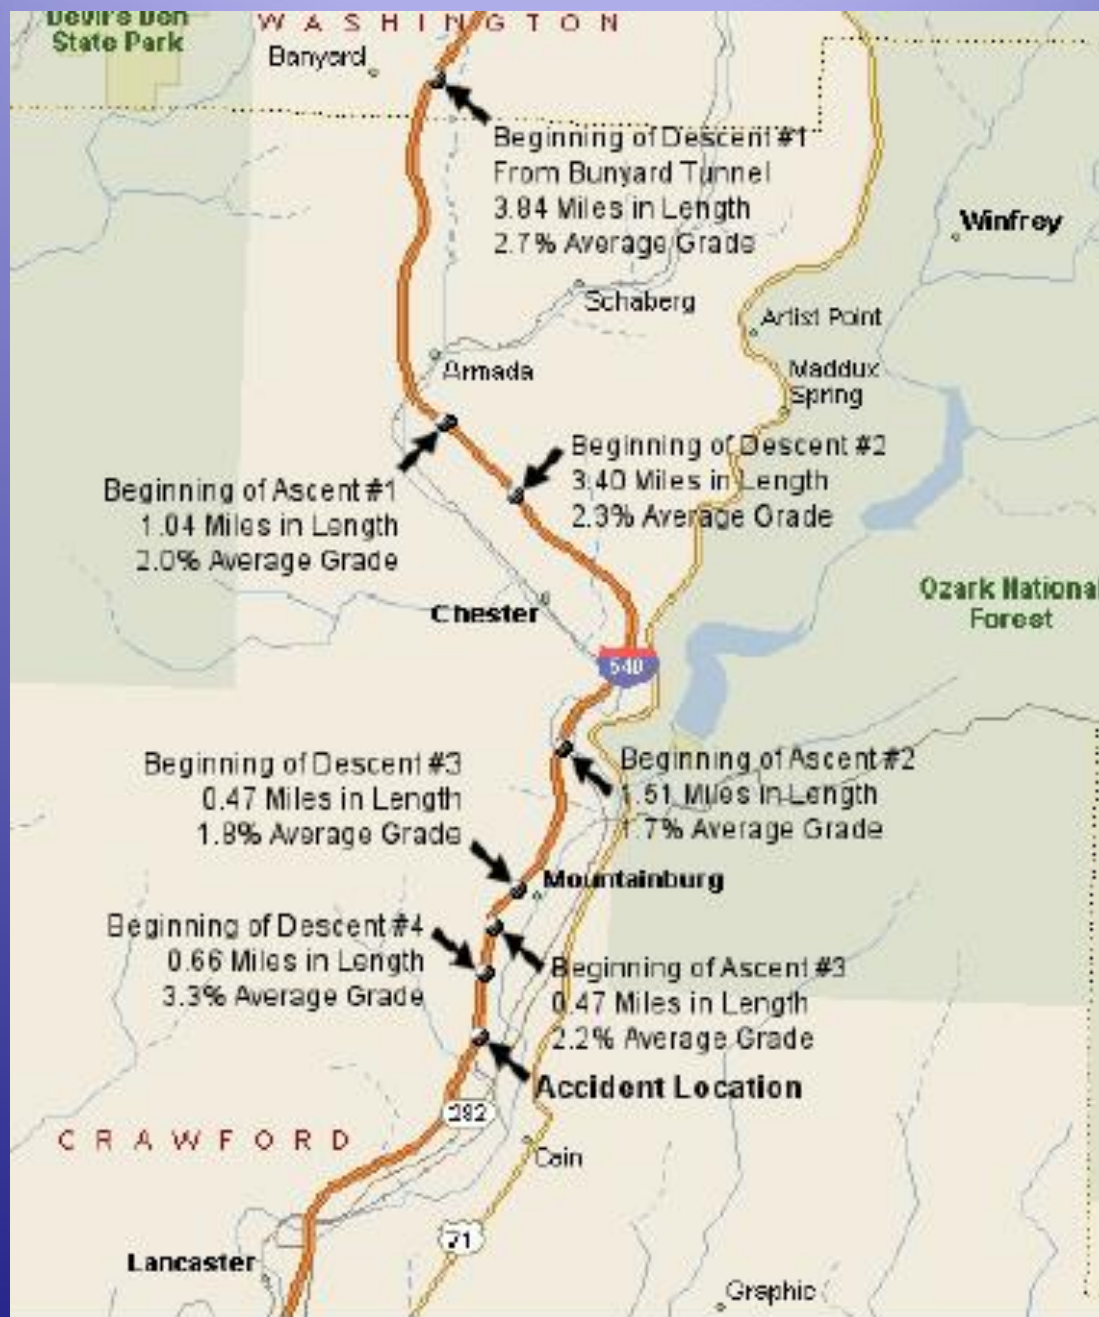 Devil's Den
State Park
WASHINGTON
Banyard
Beginning of Descent #1
From Bunyard Tunnel
3.84 Miles in Length
2.7% Average Grade
Winfrey
Schaberg
Artist Point
Armada
Maddux
Spring
Beginning of Descent #2
3.40 Miles in Length
2.3% Average Grade
Beginning of Ascent #1
1.04 Miles in Length
2.0% Average Grade
Ozark National
Forest
Chester
540
Beginning of Descent #3
0.47 Miles in Length
1.8% Average Grade
Beginning of Ascent #2
1.51 Miles in Length
1.7% Average Grade
Mountainburg
Beginning of Descent #4
0.66 Miles in Length
3.3% Average Grade
Beginning of Ascent #3
0.47 Miles in Length
2.2% Average Grade
Accident Location
282
CRAWFORD
Cain
71
Lancaster
Graphic